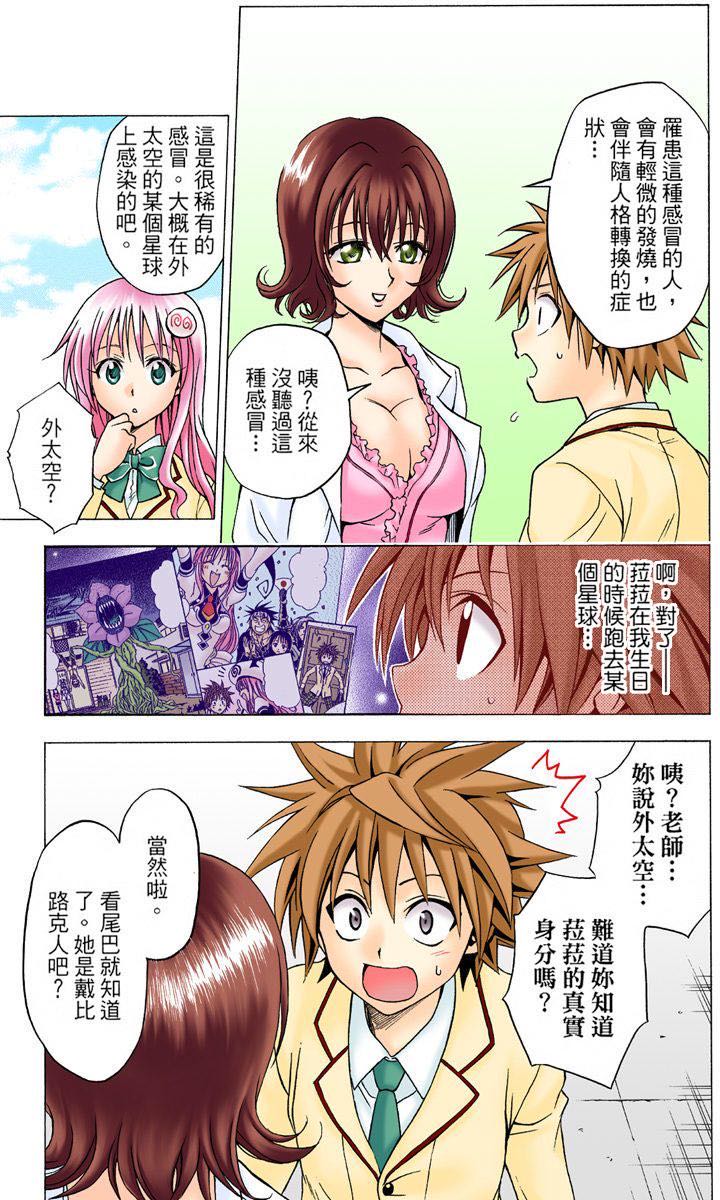 罹患這種感冒的人，
會有輕微的發燒，也
會伴隨人格轉換的症
狀…
咦？從來
沒聽過這
種感冒…
這是很稀有的
感冒。大概在外
太空的某個星球
上感染的吧。
外太空？
啊，對了——
菈菈在我生日
的時候跑去某
個星球…
咦？老師…
妳說外太空…
難道妳知道
菈菈的真實
身分嗎？
當然啦。
看尾巴就知道
了。她是戴比
路克人吧？